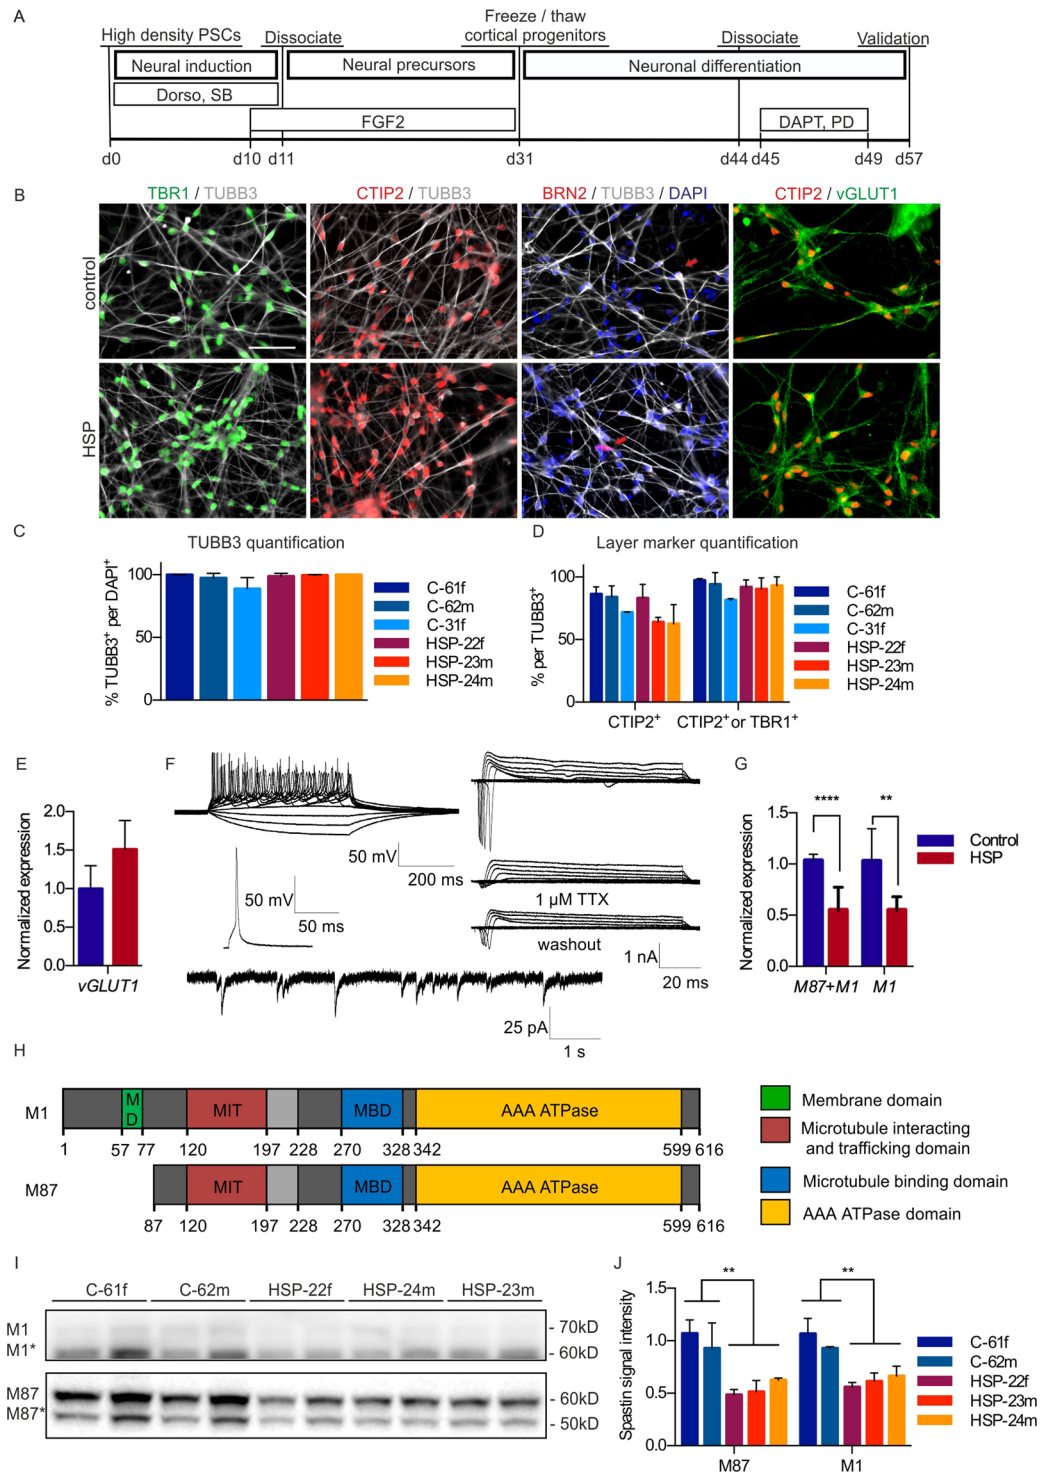 A
Freeze / thaw
High density PSCs
Dissociate
cortical progenitors
Dissociate
Validation
Neural induction
Neural precursors
Neuronal differentiation
Dorso, SB
FGF2
DAPT, PD
d0
d10
d11
d31
d44
d45
d49
d57
B
TBR1 / TUBB3
CTIP2 / TUBB3
BRN2 / TUBB3 / DAPI
CTIP2 / vGLUT1
control
HSP
C
TUBB3 quantification
% TUBB3+ per DAPI+
100
50
0
C-61f
C-62m
C-31f
HSP-22f
HSP-23m
HSP-24m
D
Layer marker quantification
% per TUBB3+
100
50
0
CTIP2+
CTIP2+ or TBR1+
C-61f
C-62m
C-31f
HSP-22f
HSP-23m
HSP-24m
E
Normalized expression
2.0
1.5
1.0
0.5
0.0
vGLUT1
F
50 mV
200 ms
50 mV
50 ms
1 µM TTX
washout
1 nA
20 ms
25 pA
1 s
G
Normalized expression
1.5
1.0
0.5
0.0
****
**
Control
HSP
M87+M1
M1
H
M1
MD
MIT
MBD
AAA ATPase
1
57
77
120
197
228
270
328
342
599
616
M87
MIT
MBD
AAA ATPase
87
120
197
228
270
328
342
599
616
Membrane domain
Microtubule interacting
and trafficking domain
Microtubule binding domain
AAA ATPase domain
I
C-61f
C-62m
HSP-22f
HSP-24m
HSP-23m
M1
M1*
- 70kD
- 60kD
M87
M87*
- 60kD
- 50kD
J
Spastin signal intensity
1.5
1.0
0.5
0.0
**
**
M87
M1
C-61f
C-62m
HSP-22f
HSP-23m
HSP-24m